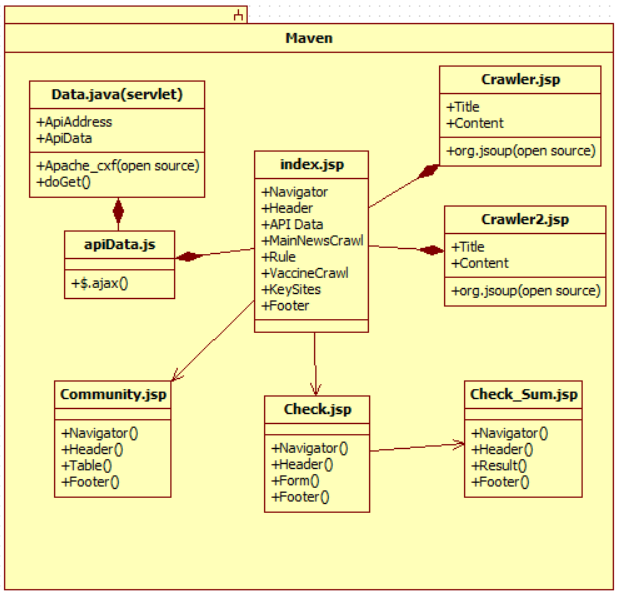 Maven
Data.java(servlet)
+ApiAddress
+ApiData
+Apache_cxf(open source)
+doGet()
Crawler.jsp
+Title
+Content
+org.jsoup(open source)
index.jsp
+Navigator
+Header
+API Data
+MainNewsCrawl
+Rule
+VaccineCrawl
+KeySites
+Footer
Crawler2.jsp
+Title
+Content
+org.jsoup(open source)
apiData.js
+$.ajax()
Community.jsp
+Navigator()
+Header()
+Table()
+Footer()
Check.jsp
+Navigator()
+Header()
+Form()
+Footer()
Check_Sum.jsp
+Navigator()
+Header()
+Result()
+Footer()